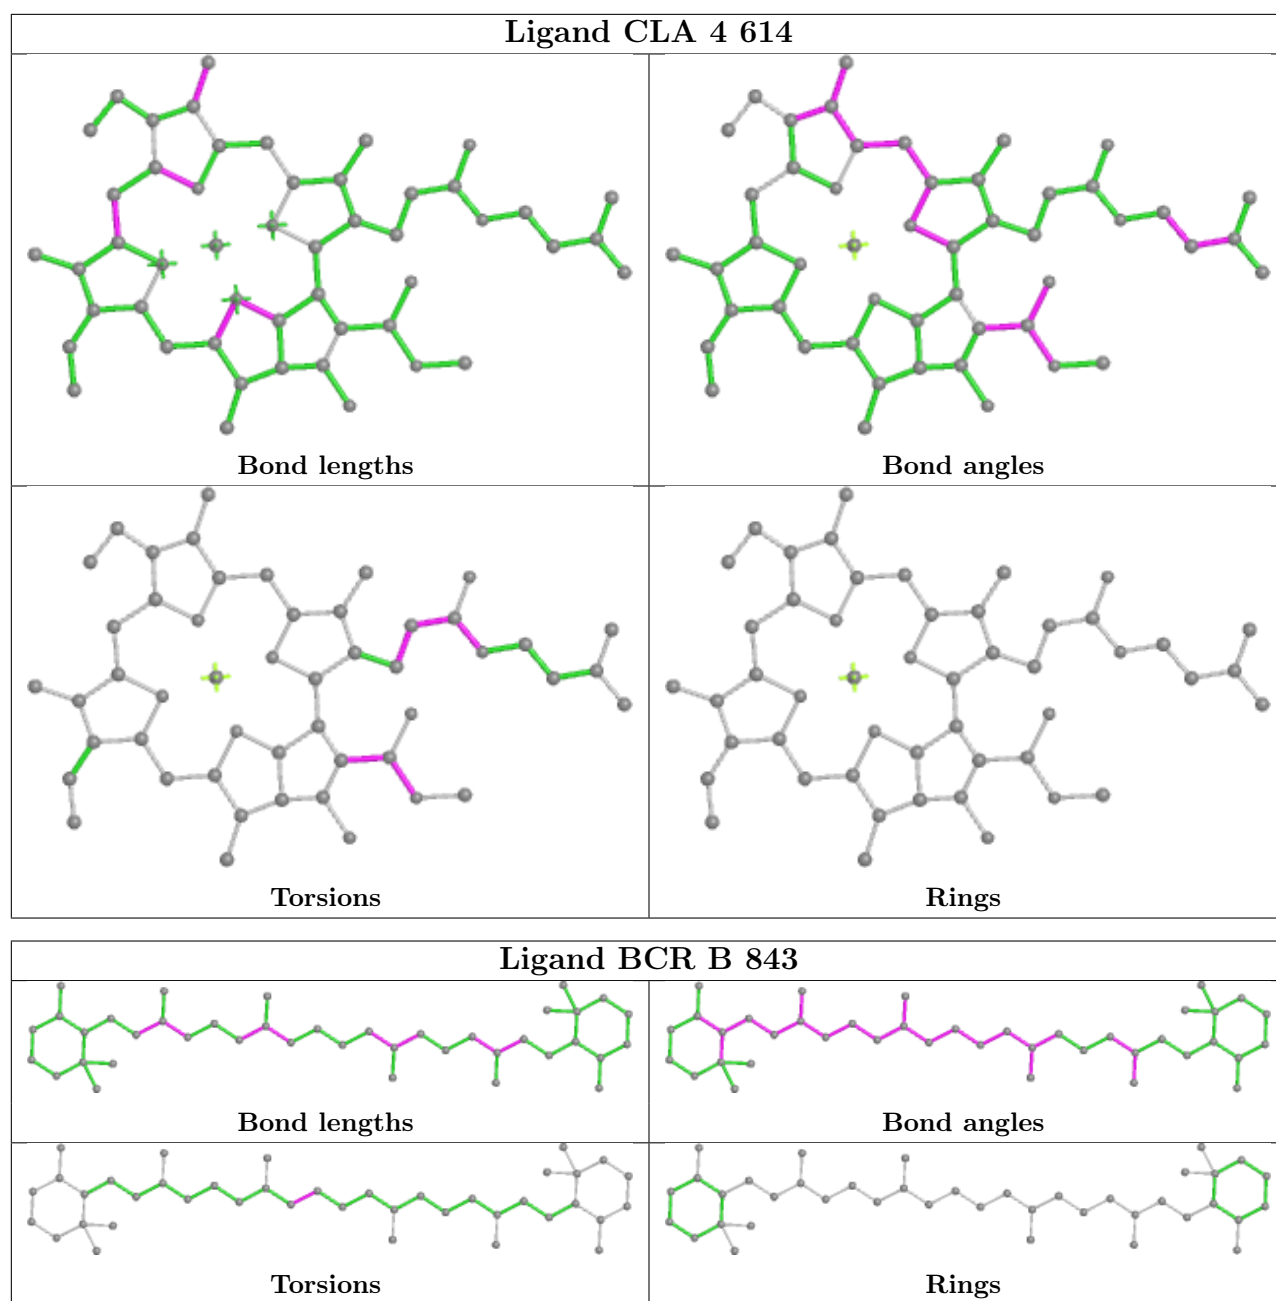 Ligand CLA 4 614
Bond lengths
Bond angles
Torsions
Rings
Ligand BCR B 843
Bond lengths
Bond angles
Torsions
Rings